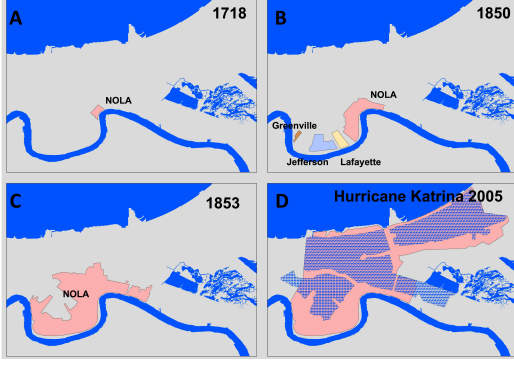 A
1718
NOLA
B
1850
NOLA
Greenville
Jefferson
Lafayette
C
1853
NOLA
D
Hurricane Katrina 2005